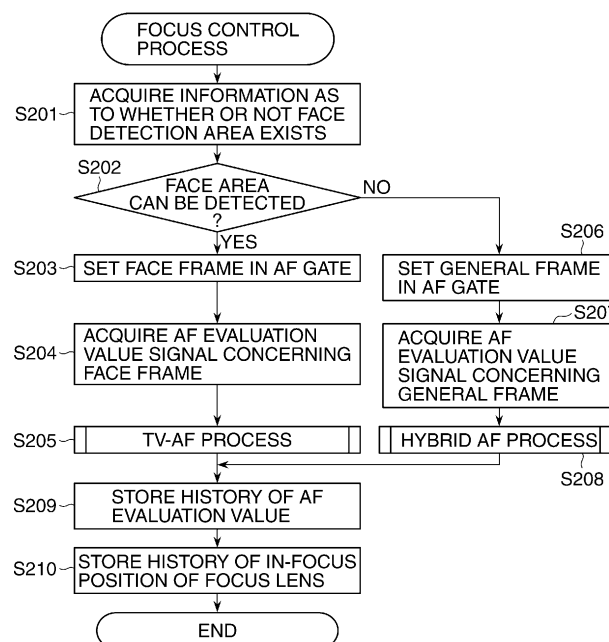 FOCUS CONTROL
PROCESS
S201
ACQUIRE INFORMATION AS
TO WHETHER OR NOT FACE
DETECTION AREA EXISTS
S202
FACE AREA
CAN BE DETECTED
?
NO
YES
S203
SET FACE FRAME IN AF GATE
S206
SET GENERAL FRAME
IN AF GATE
S204
ACQUIRE AF EVALUATION
VALUE SIGNAL CONCERNING
FACE FRAME
S207
ACQUIRE AF
EVALUATION VALUE
SIGNAL CONCERNING
GENERAL FRAME
S205
TV-AF PROCESS
HYBRID AF PROCESS
S208
S209
STORE HISTORY OF AF
EVALUATION VALUE
S210
STORE HISTORY OF IN-FOCUS
POSITION OF FOCUS LENS
END